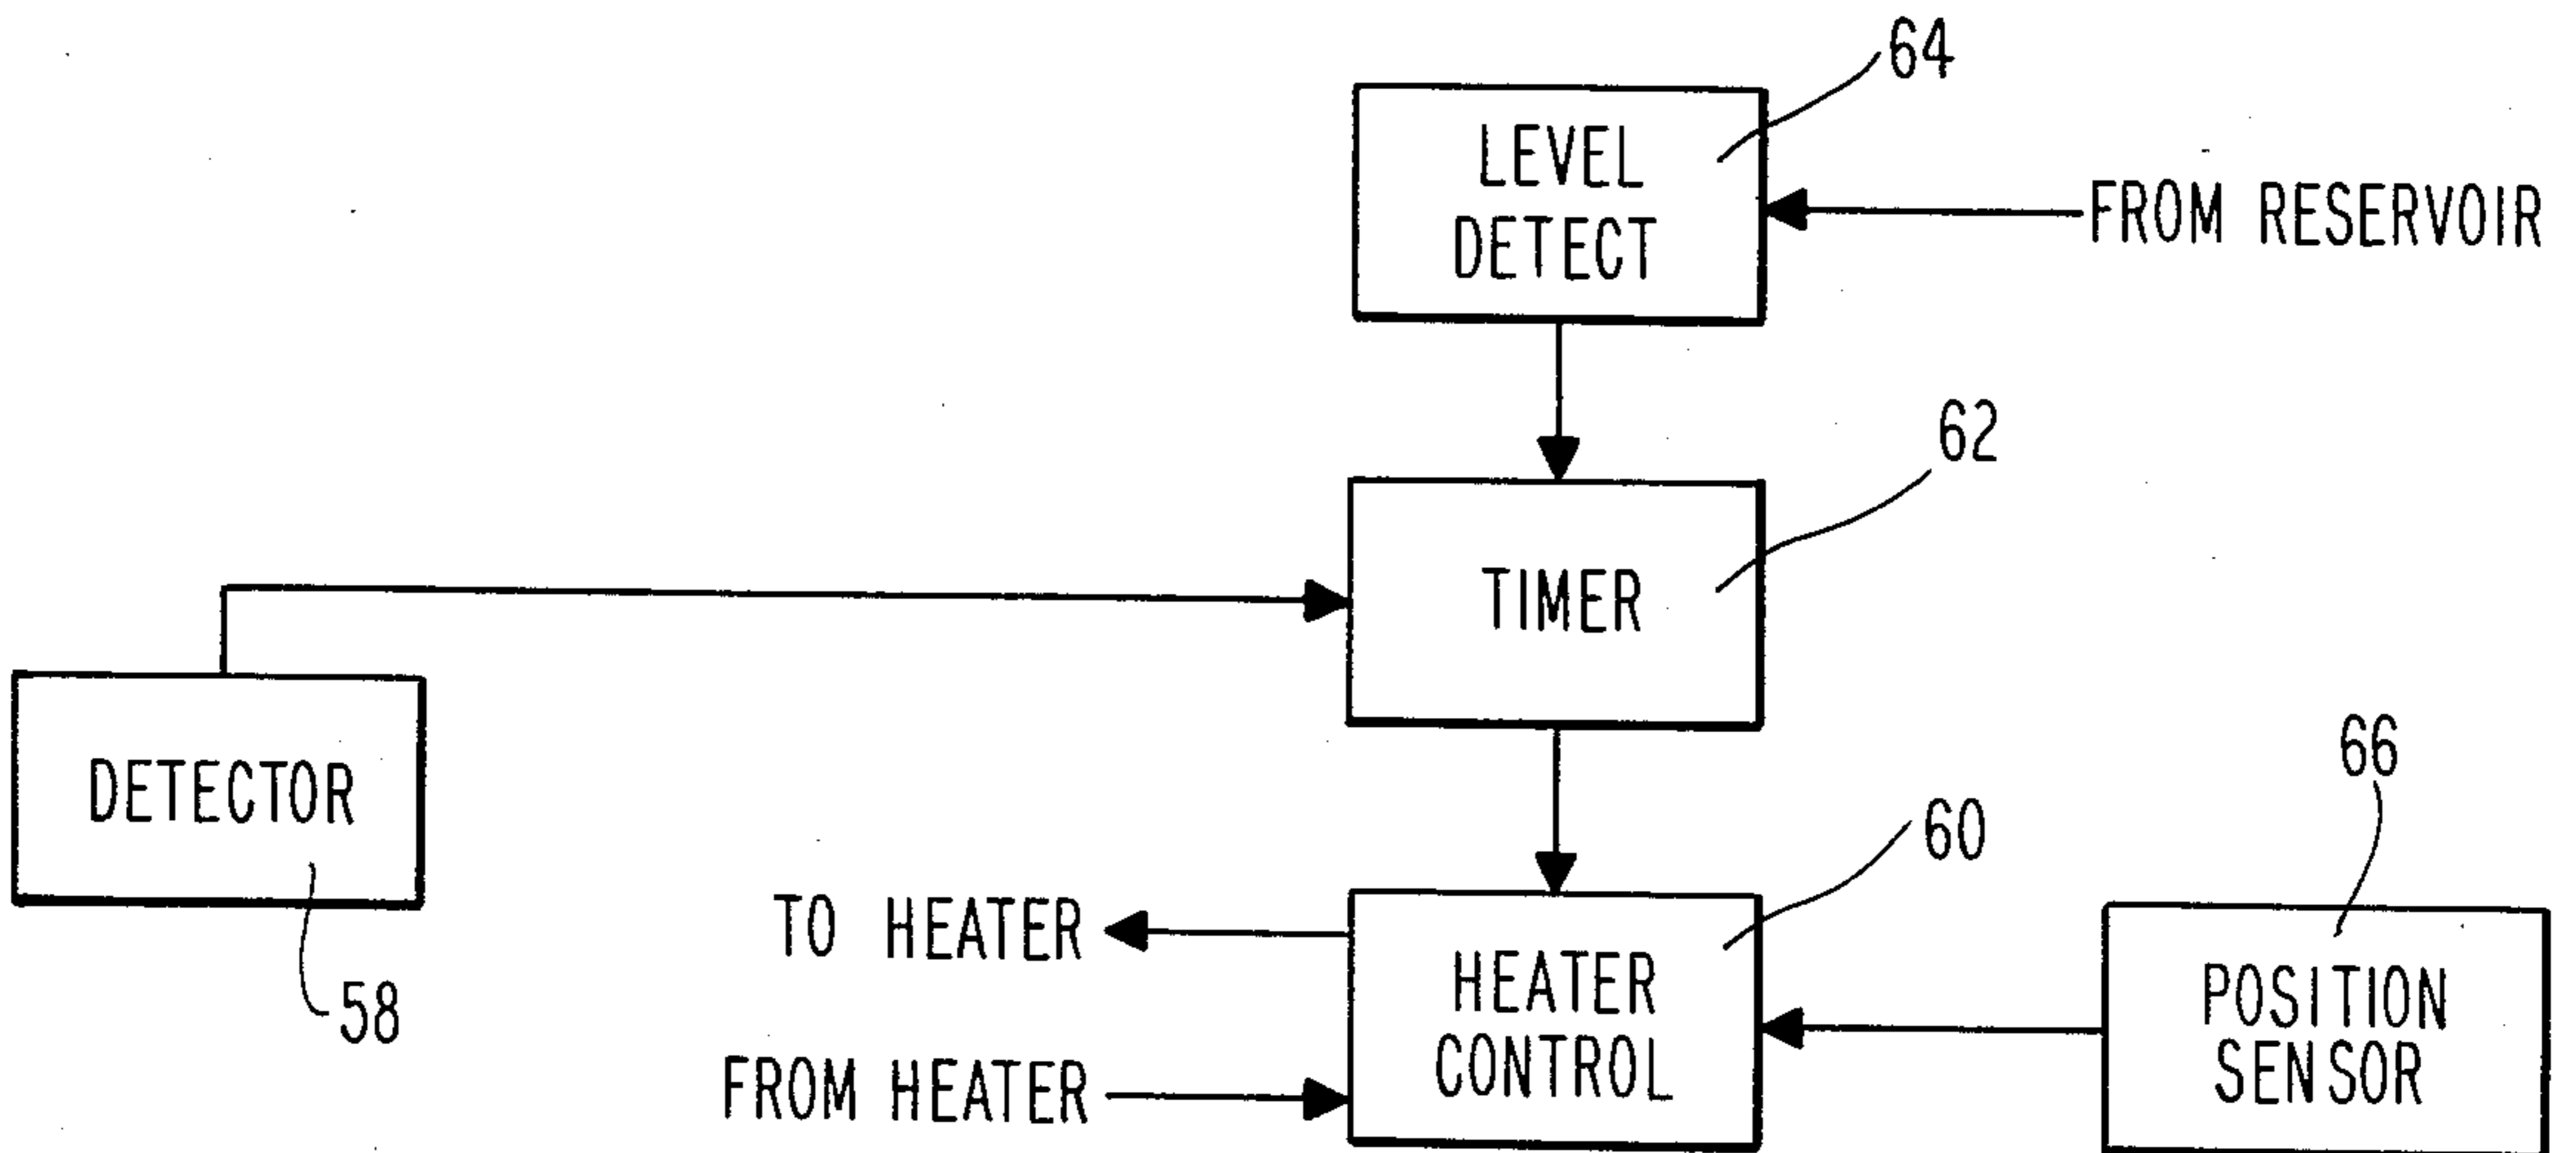 64
LEVEL
DETECT
FROM RESERVOIR
62
TIMER
DETECTOR
58
66
60
TO HEATER
HEATER
CONTROL
FROM HEATER
POSITION
SENSOR